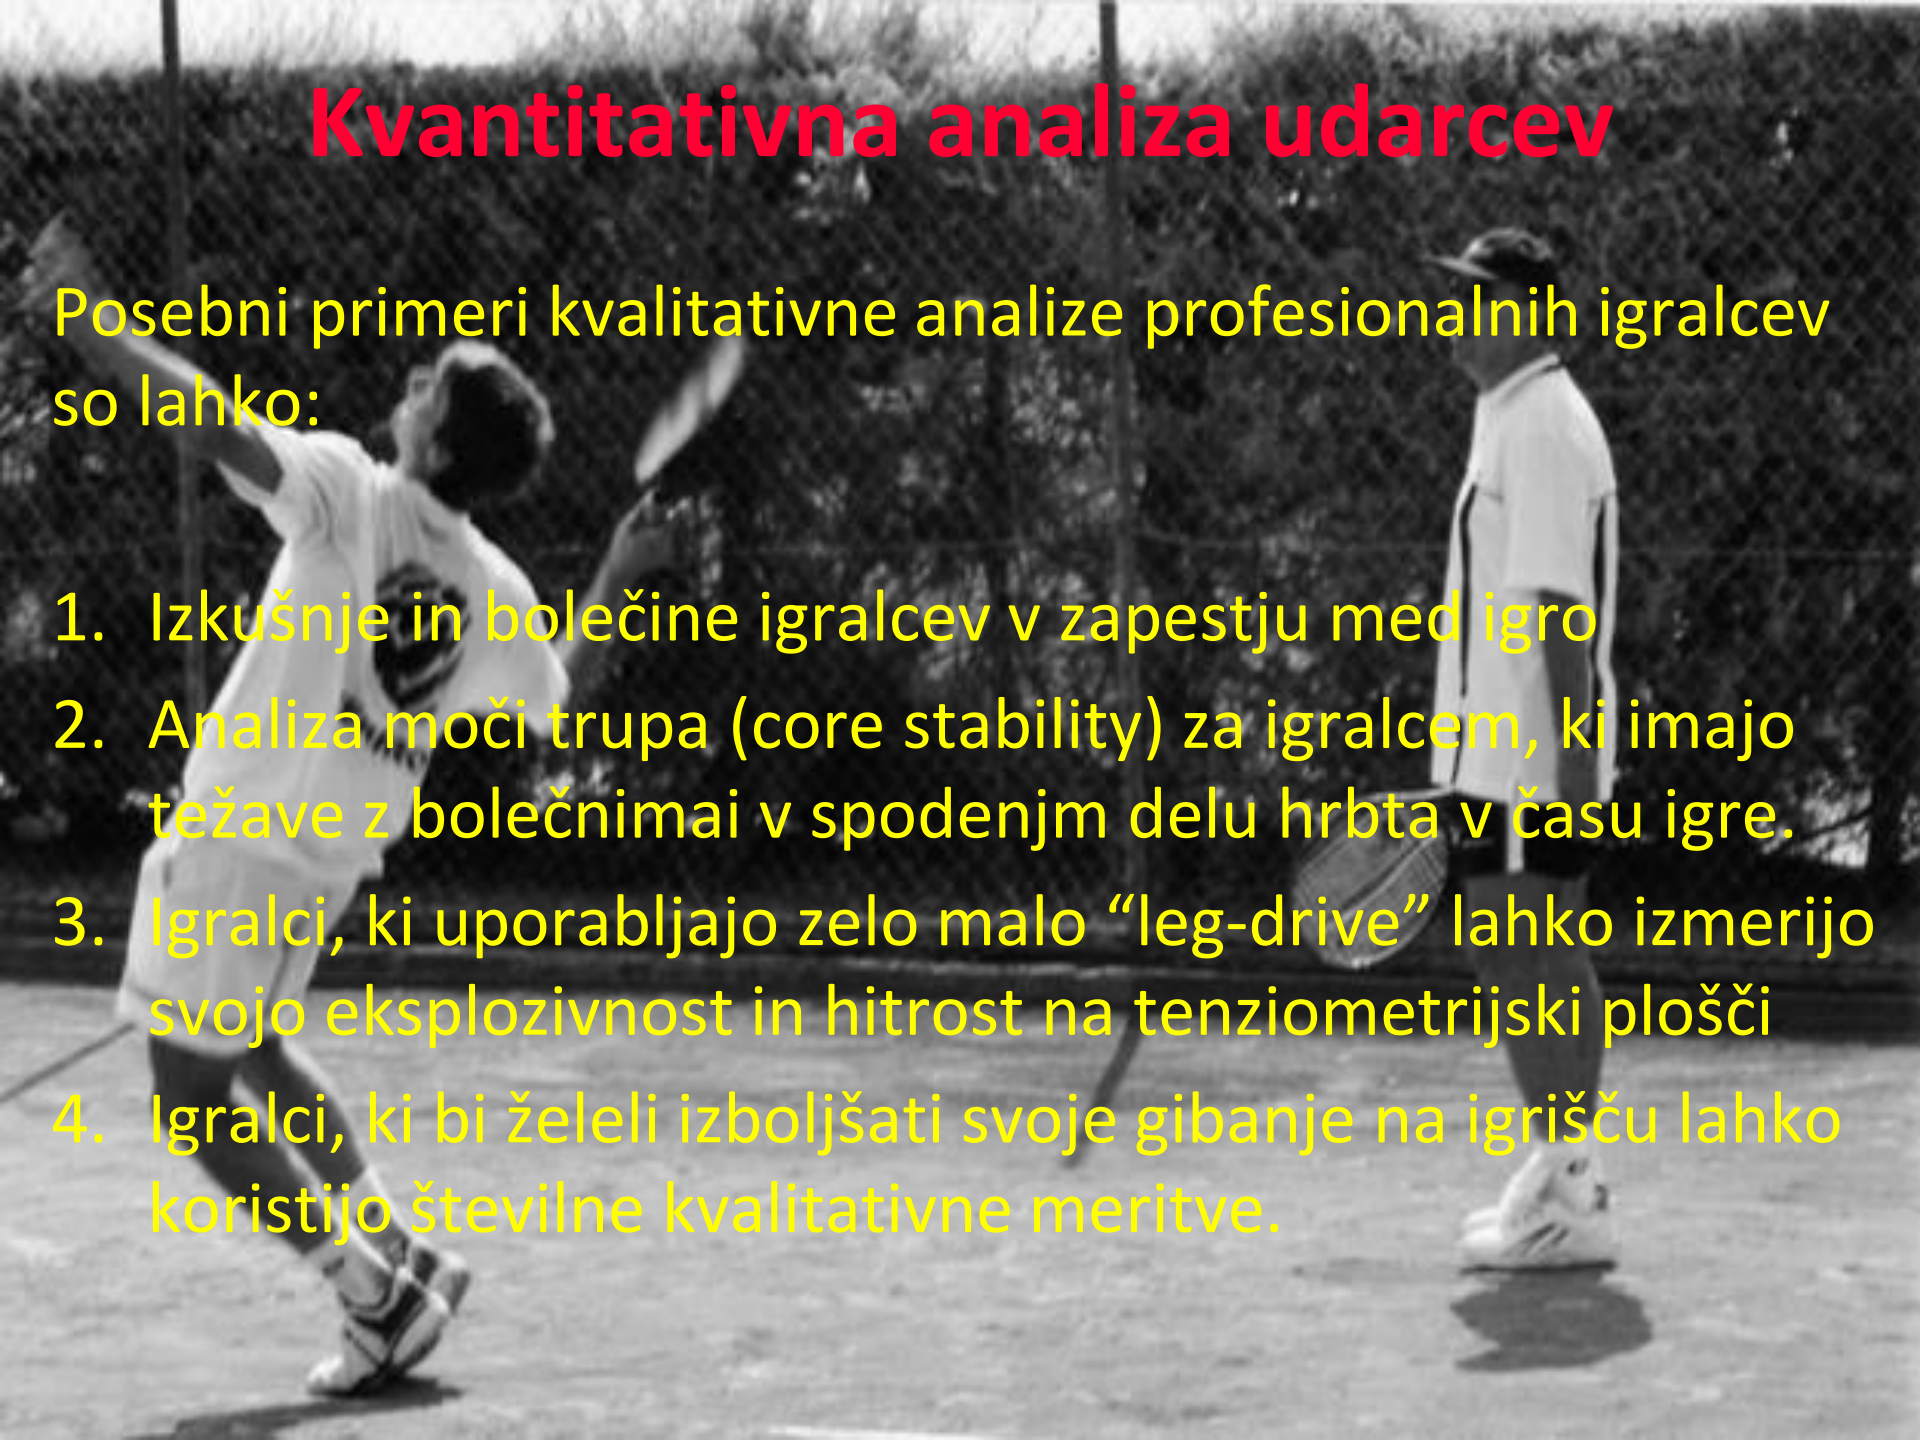 Kvantitativna analiza udarcev
Posebni primeri kvalitativne analize profesionalnih igralcev
so lahko:
1. Izkušnje in bolečine igralcev v zapestju med igro
2. Analiza moči trupa (core stability) za igralcem, ki imajo
težave z bolečnimai v spodenjm delu hrbta v času igre.
3. Igralci, ki uporabljajo zelo malo “leg-drive” lahko izmerijo
svojo eksplozivnost in hitrost na tenziometrijski plošči
4. Igralci, ki bi želeli izboljšati svoje gibanje na igrišču lahko
koristijo številne kvalitativne meritve.